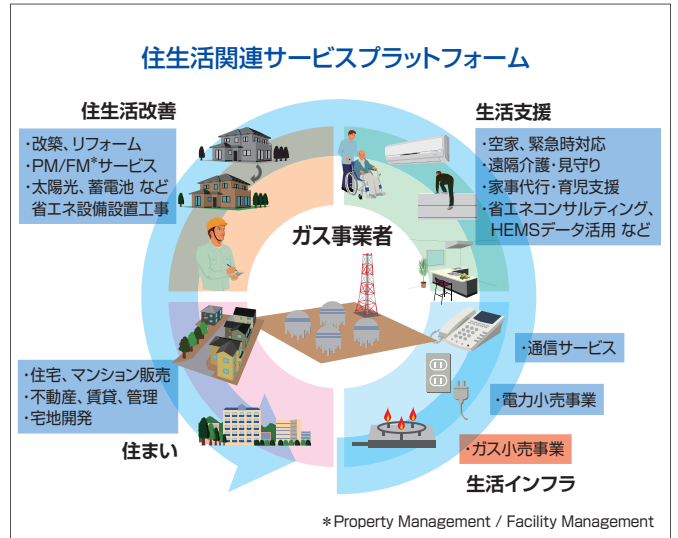 住生活関連サービスプラットフォーム
住生活改善
・改築、リフォーム
・PM/FM*サービス
・太陽光、蓄電池 など
省エネ設備設置工事
生活支援
・空家、緊急時対応
・遠隔介護・見守り
・家事代行・育児支援
・省エネコンサルティング、
HEMSデータ活用 など
ガス事業者
・住宅、マンション販売
・不動産、賃貸、管理
・宅地開発
住まい
・通信サービス
・電力小売事業
・ガス小売事業
生活インフラ
*Property Management / Facility Management